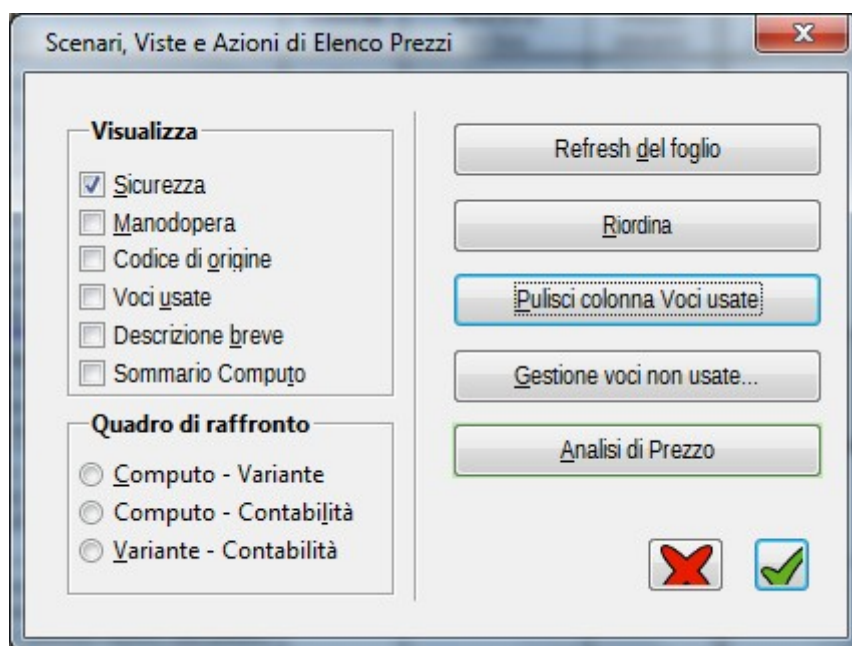 Scenari, Viste e Azioni di Elenco Prezzi
Visualizza
Sicurezza
Manodopera
Codice di origine
Voci usate
Descrizione breve
Sommario Computo
Quadro di raffronto
Computo - Variante
Computo - Contabilità
Variante - Contabilità
Refresh del foglio
Riordina
Pulisci colonna Voci usate
Gestione voci non usate...
Analisi di Prezzo